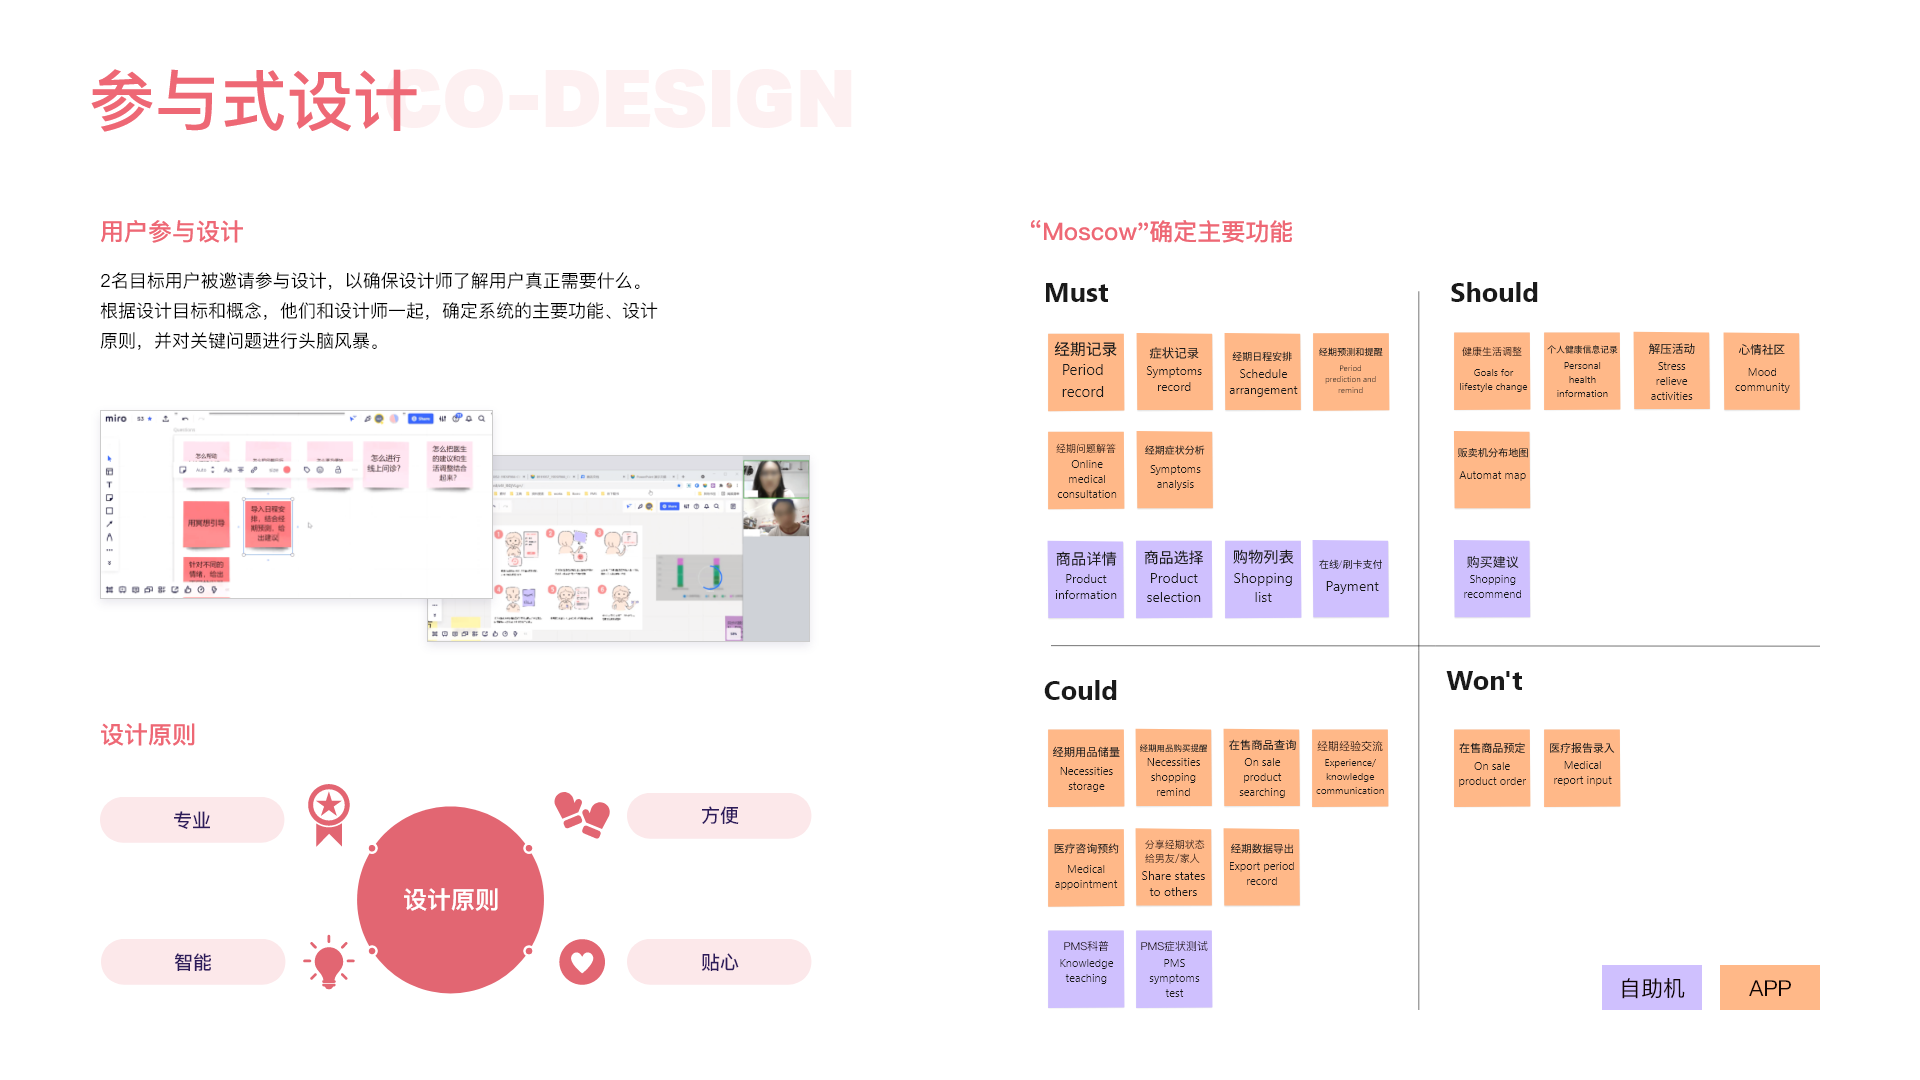 参与式设计
CO-DESIGN
用户参与设计
2名目标用户被邀请参与设计，以确保设计师了解用户真正需要什么。
根据设计目标和概念，他们和设计师一起，确定系统的主要功能、设计
原则，并对关键问题进行头脑风暴。
miro
怎么进行
线上问诊？
怎么把医生
的建议和生
活调整结合
起来？
用冥想引导
导入日程安
排，结合经
期预测，给
出建议
针对不同的
情绪，给出
设计原则
专业
方便
设计原则
智能
贴心
“Moscow”确定主要功能
Must
经期记录
Period
record
症状记录
Symptoms
record
经期日程安排
Schedule
arrangement
经期预测和提醒
Period
prediction and
remind
经期问题解答
Online
medical
consultation
经期症状分析
Symptoms
analysis
商品详情
Product
information
商品选择
Product
selection
购物列表
Shopping
list
在线/刷卡支付
Payment
Should
健康生活调整
Goals for
lifestyle change
个人健康信息记录
Personal
health
information
解压活动
Stress
relieve
activities
心情社区
Mood
community
贩卖机分布地图
Automat map
购买建议
Shopping
recommend
Could
经期用品储量
Necessities
storage
经期用品购买提醒
Necessities
shopping
remind
在售商品查询
On sale
product
searching
经期经验交流
Experience/
knowledge
communication
医疗咨询预约
Medical
appointment
分享经期状态
给男友/家人
Share states
to others
经期数据导出
Export period
record
PMS科普
Knowledge
teaching
PMS症状测试
PMS
symptoms
test
Won't
在售商品预定
On sale
product order
医疗报告录入
Medical
report input
自助机
APP